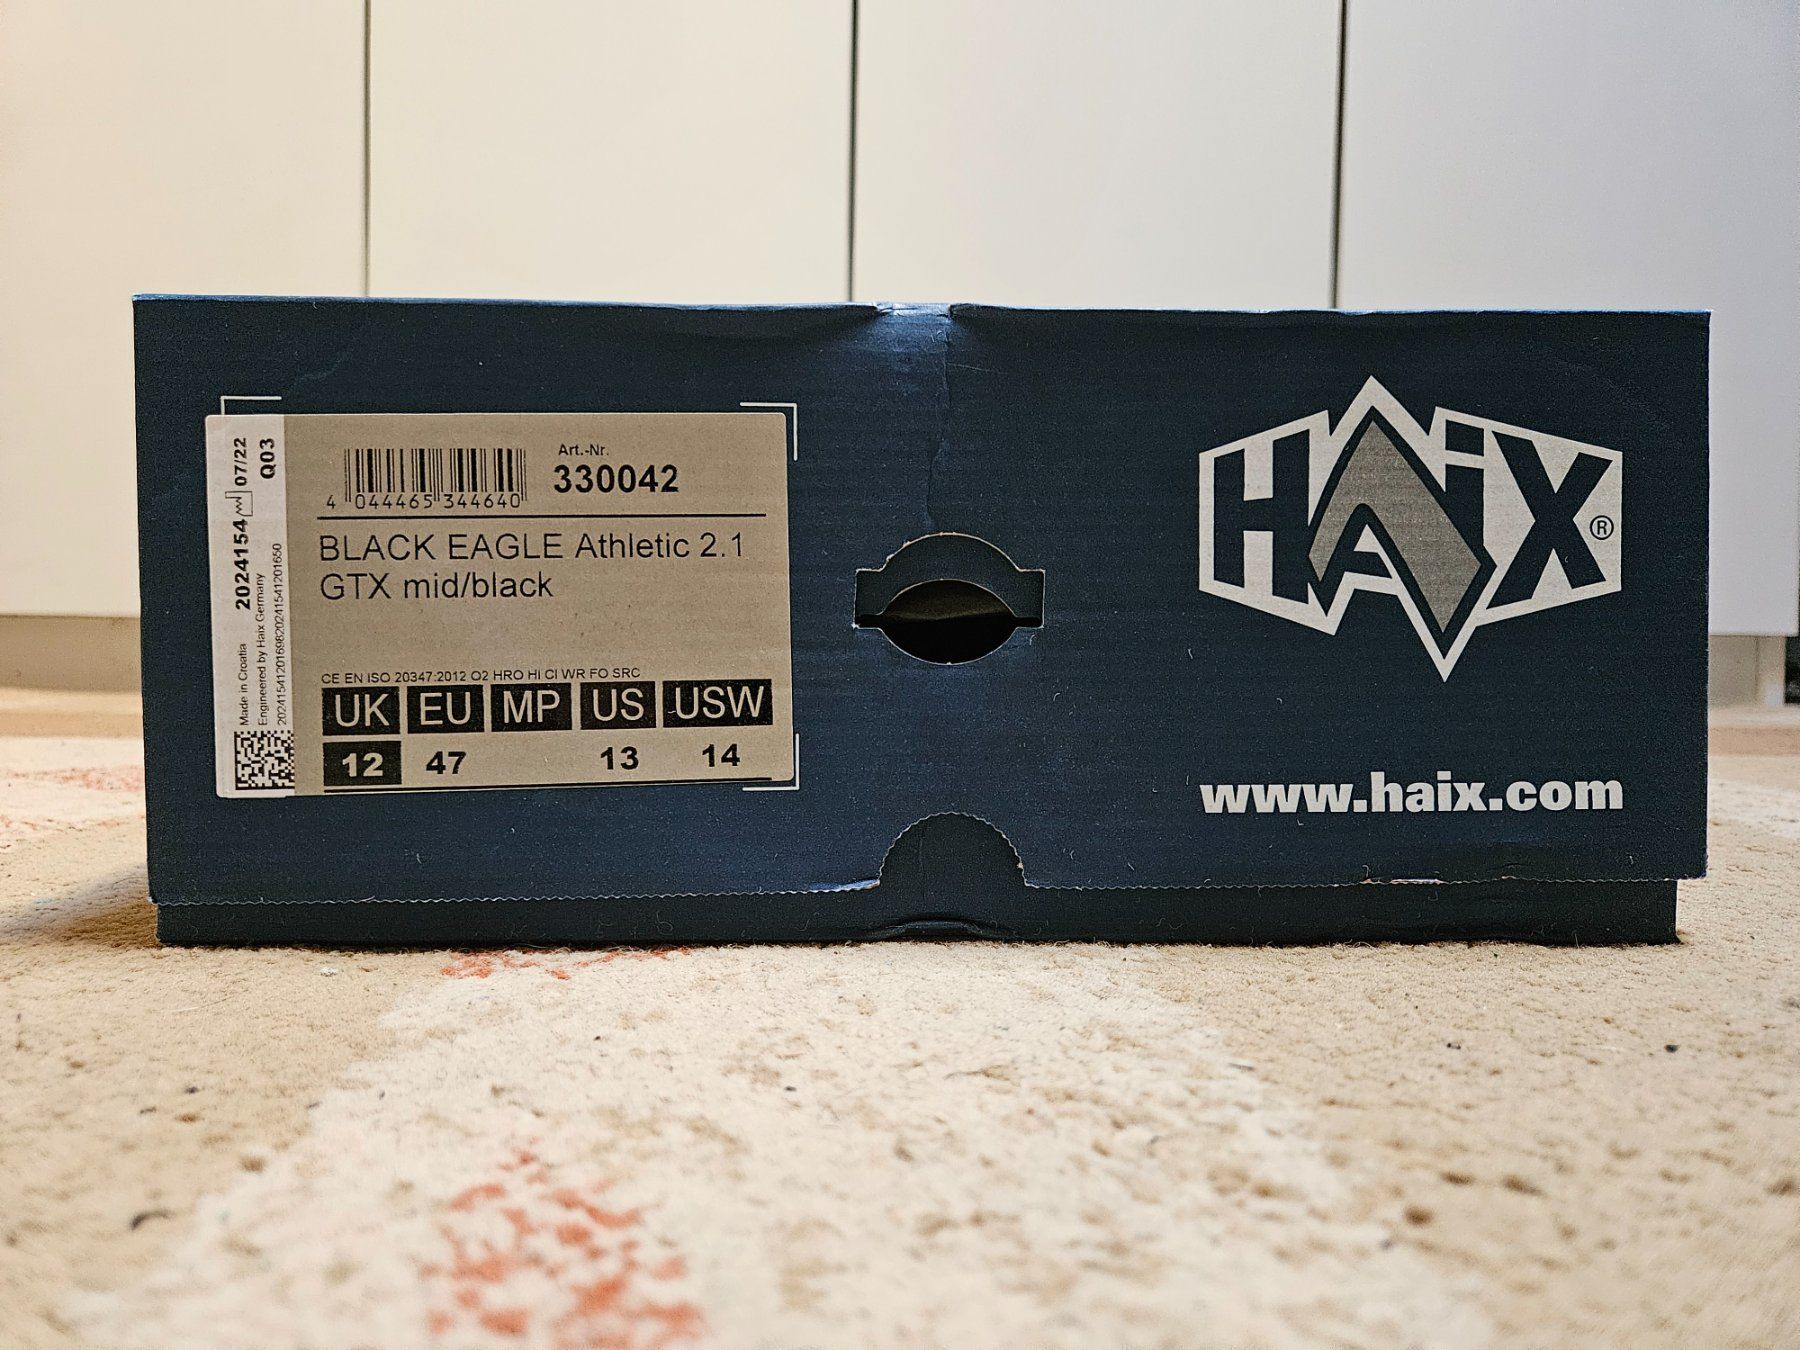 2024154 07/22
Q03
Made in Croatia
Engineered by Haix Germany
Art.-Nr.
330042
4 044465 344640
BLACK EAGLE Athletic 2.1
GTX mid/black
CE EN ISO 20347:2012 O2 HRO HI CI WR FO SRC
UK EU MP US USW
12 47 13 14
HAiX®
www.haix.com